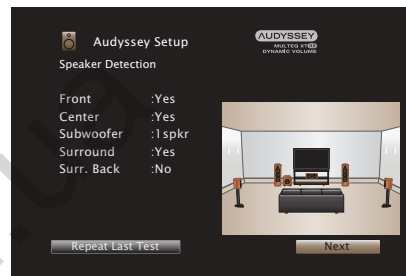 Audyssey Setup
AUDYSSEY
MULTEQ XT32
DYNAMIC VOLUME
Speaker Detection
Front :Yes
Center :Yes
Subwoofer :1spkr
Surround :Yes
Surr. Back :No
Repeat Last Test
Next